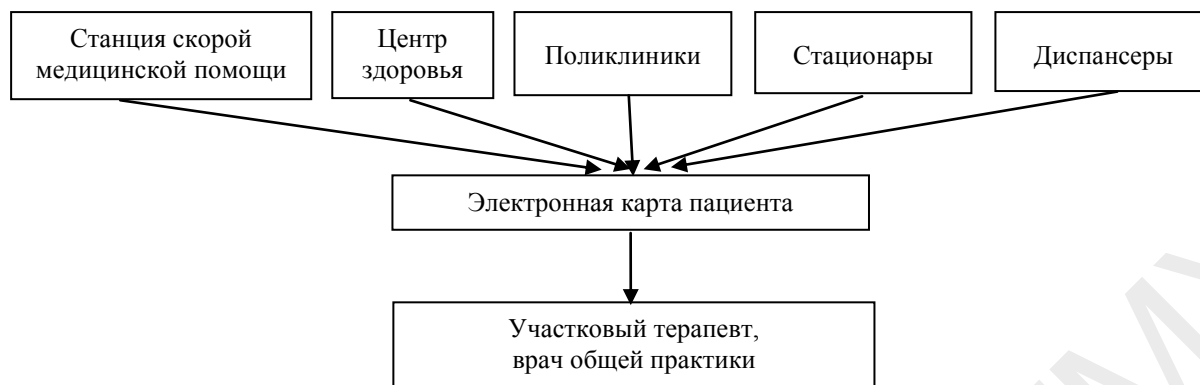 Станция скорой
медицинской помощи
Центр
здоровья
Поликлиники
Стационары
Диспансеры
Электронная карта пациента
Участковый терапевт,
врач общей практики